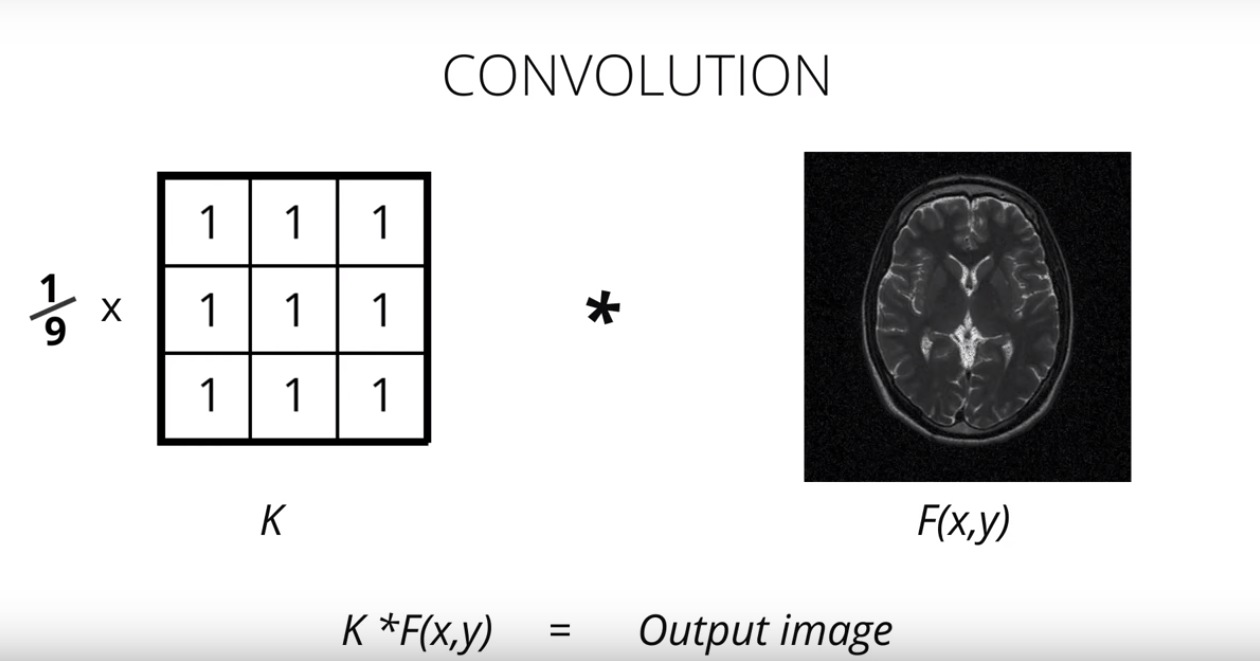 CONVOLUTION
1 1 1
1/9 x 1 1 1 *
1 1 1
K F(x,y)
K *F(x,y) = Output image